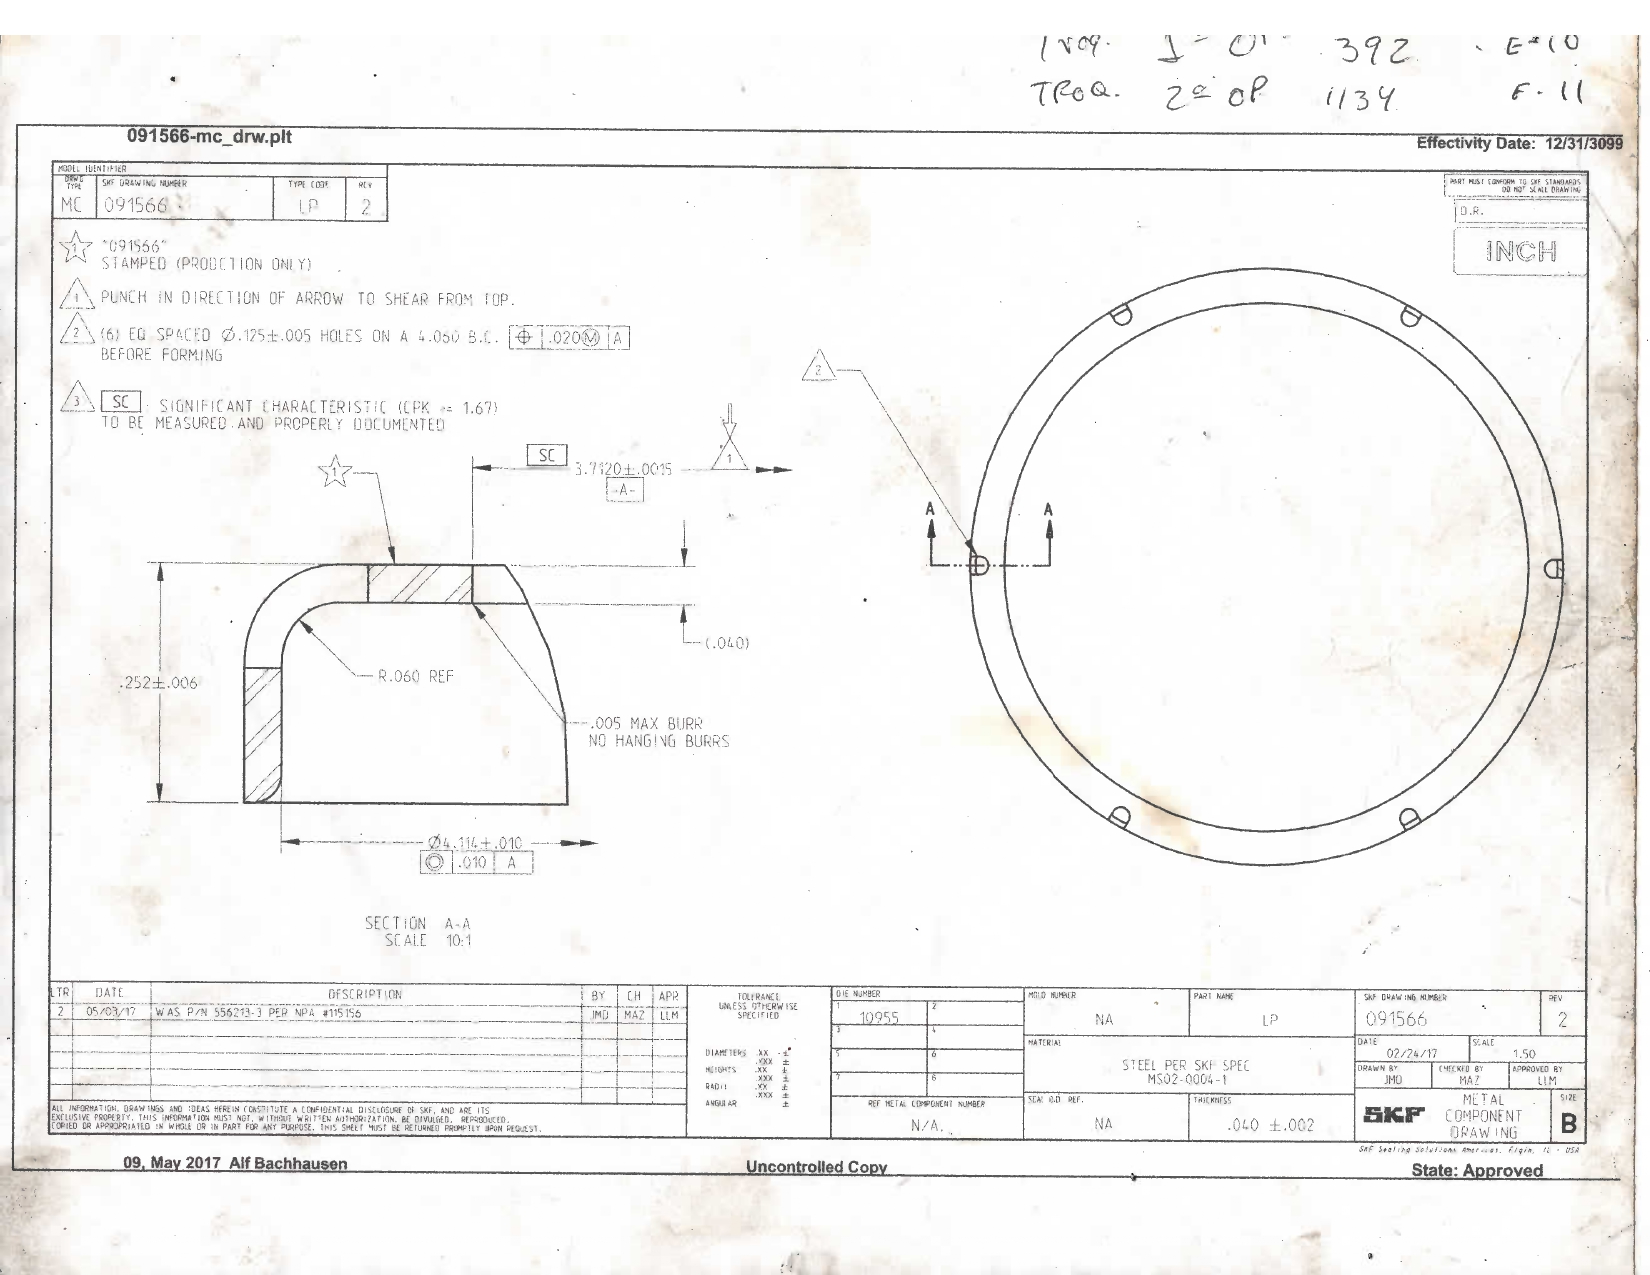 1ª OP 392 E-10
TROQ. 2ª OP 1134 F-11
091566-mc_drw.plt
Effectivity Date: 12/31/3099
MODEL IDENTIFIER
DRWG TYPE SKF DRAWING NUMBER TYPE CODE REV
MC 091566 LP 2
PART MUST CONFORM TO SKF STANDARDS
DO NOT SCALE DRAWING
D.R.
INCH
1 "091566"
STAMPED (PRODUCTION ONLY)
1 PUNCH IN DIRECTION OF ARROW TO SHEAR FROM TOP.
2 (6) EQ SPACED Ø.125±.005 HOLES ON A 4.060 B.C. ⌖ .020Ⓜ A
BEFORE FORMING
3 SC SIGNIFICANT CHARACTERISTIC (CPK >= 1.67)
TO BE MEASURED AND PROPERLY DOCUMENTED
2
1
SC 3.7120±.0015 1
-A-
A A
(.040)
R.060 REF
.252±.006
.005 MAX BURR
NO HANGING BURRS
Ø4.114±.010
◎ .010 A
SECTION A-A
SCALE 10:1
LTR DATE DESCRIPTION BY CH APR
2 05/03/17 WAS P/N 556213-3 PER NPA #115156 JMD MAZ LLM
TOLERANCE
UNLESS OTHERWISE
SPECIFIED
DIAMETERS .XX ±
.XXX ±
HEIGHTS .XX ±
.XXX ±
RADII .XX ±
.XXX ±
ANGULAR ±
DIE NUMBER
1 10955 2
3 4
5 6
7 8
REF METAL COMPONENT NUMBER
N/A.
MOLD NUMBER
NA
PART NAME
LP
MATERIAL
STEEL PER SKF SPEC
MS02-0004-1
SEAL O.D. REF.
NA
THICKNESS
.040 ±.002
SKF DRAWING NUMBER REV
091566 2
DATE SCALE
02/24/17 1.50
DRAWN BY CHECKED BY APPROVED BY
JMD MAZ LLM
SKF
METAL
COMPONENT
DRAWING
SIZE
B
ALL INFORMATION, DRAWINGS AND IDEAS HEREIN CONSTITUTE A CONFIDENTIAL DISCLOSURE OF SKF, AND ARE ITS
EXCLUSIVE PROPERTY. THIS INFORMATION MUST NOT, WITHOUT WRITTEN AUTHORIZATION, BE DIVULGED, REPRODUCED,
COPIED OR APPROPRIATED IN WHOLE OR IN PART FOR ANY PURPOSE. THIS SHEET MUST BE RETURNED PROMPTLY UPON REQUEST.
SKF Sealing Solutions Americas, Elgin, IL - USA
09, May 2017 Alf Bachhausen
Uncontrolled Copy
State: Approved